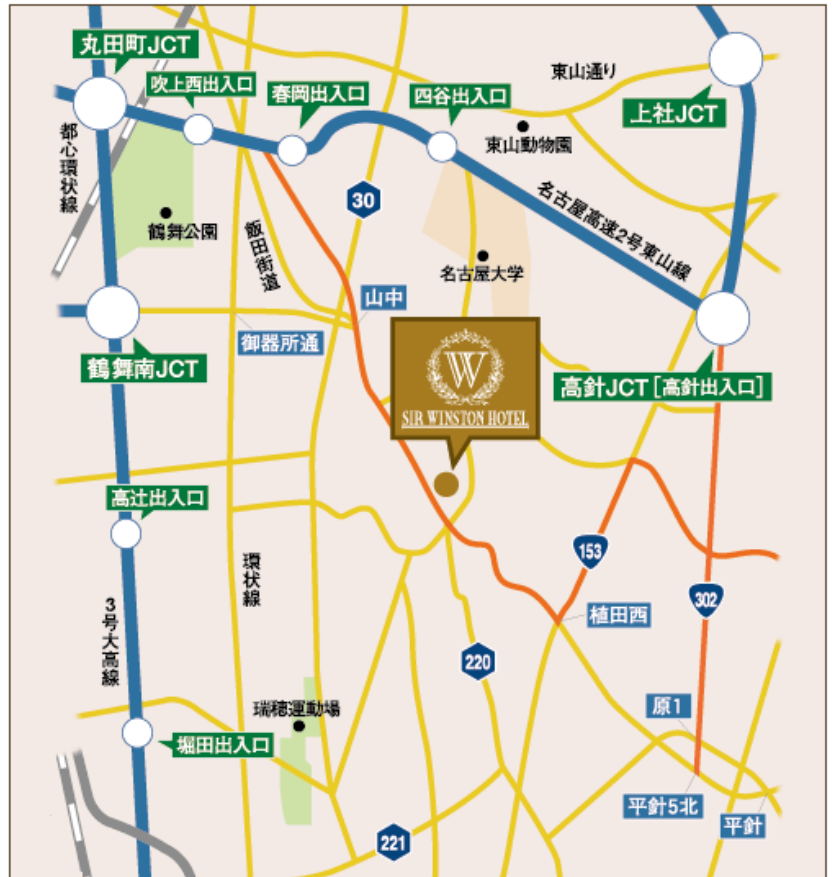 丸田町JCT
吹上西出入口
春岡出入口
四谷出入口
東山通り
上社JCT
都心環状線
東山動物園
30
鶴舞公園
飯田街道
名古屋大学
名古屋高速2号東山線
山中
御器所通
鶴舞南JCT
W
SIR WINSTON HOTEL
高針JCT[高針出入口]
高辻出入口
環状線
153
302
3号大高線
植田西
220
瑞穂運動場
原1
堀田出入口
平針5北
平針
221